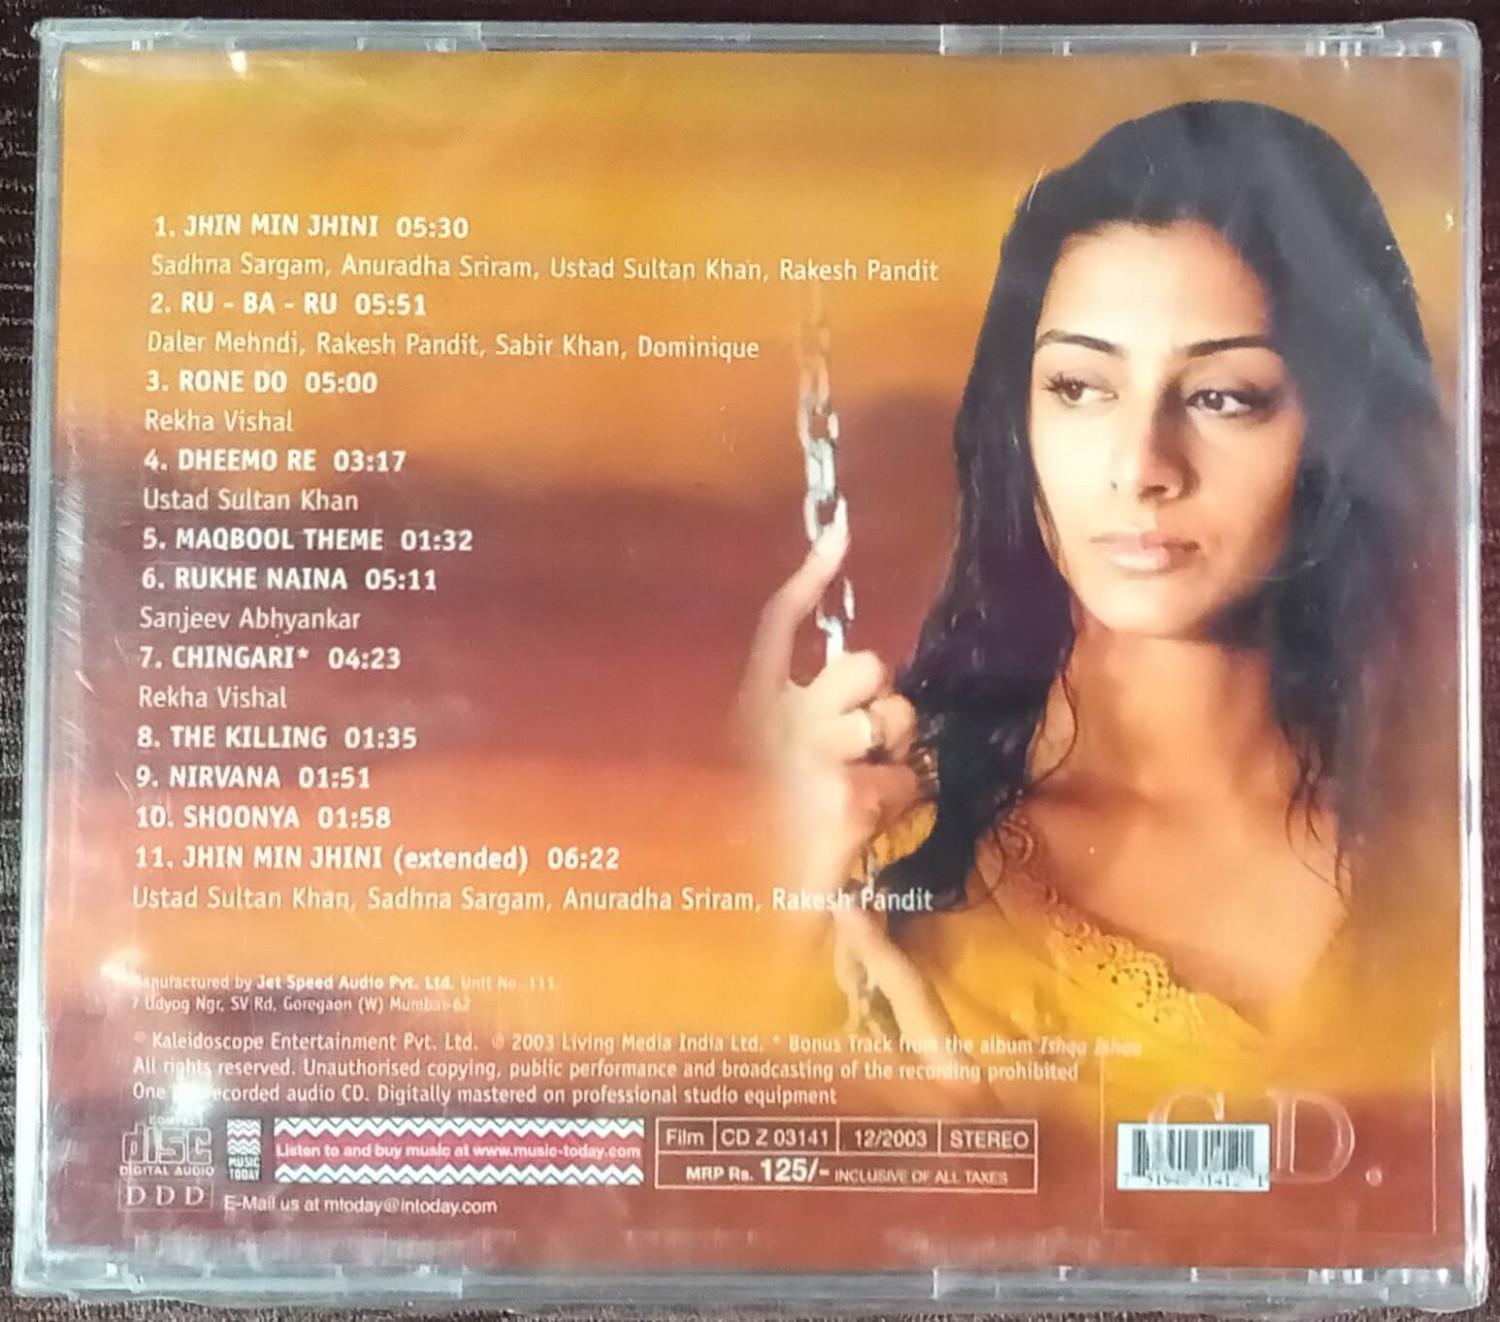 1. JHIN MIN JHINI 05:30
Sadhna Sargam, Anuradha Sriram, Ustad Sultan Khan, Rakesh Pandit
2. RU - BA - RU 05:51
Daler Mehndi, Rakesh Pandit, Sabir Khan, Dominique
3. RONE DO 05:00
Rekha Vishal
4. DHEEMO RE 03:17
Ustad Sultan Khan
5. MAQBOOL THEME 01:32
6. RUKHE NAINA 05:11
Sanjeev Abhyankar
7. CHINGARI* 04:23
Rekha Vishal
8. THE KILLING 01:35
9. NIRVANA 01:51
10. SHOONYA 01:58
11. JHIN MIN JHINI (extended) 06:22
Ustad Sultan Khan, Sadhna Sargam, Anuradha Sriram, Rakesh Pandit
Manufactured by Jet Speed Audio Pvt. Ltd. Unit No. 111
7 Udyog Ngr, SV Rd, Goregaon (W) Mumbai-62
Kaleidoscope Entertainment Pvt. Ltd. ℗ 2003 Living Media India Ltd. * Bonus Track from the album Ishqa Ishqa
All rights reserved. Unauthorised copying, public performance and broadcasting of the recording prohibited
One recorded audio CD. Digitally mastered on professional studio equipment
COMPACT disc DIGITAL AUDIO
MUSIC TODAY
Listen to and buy music at www.music-today.com
Film CD Z 03141 12/2003 STEREO
MRP Rs. 125/- INCLUSIVE OF ALL TAXES
DDD
E-Mail us at mtoday@intoday.com
C.D.